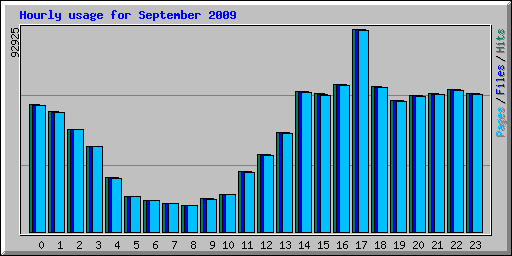 Hourly usage for September 2009
92925
Pages / Files / Hits
0 1 2 3 4 5 6 7 8 9 10 11 12 13 14 15 16 17 18 19 20 21 22 23